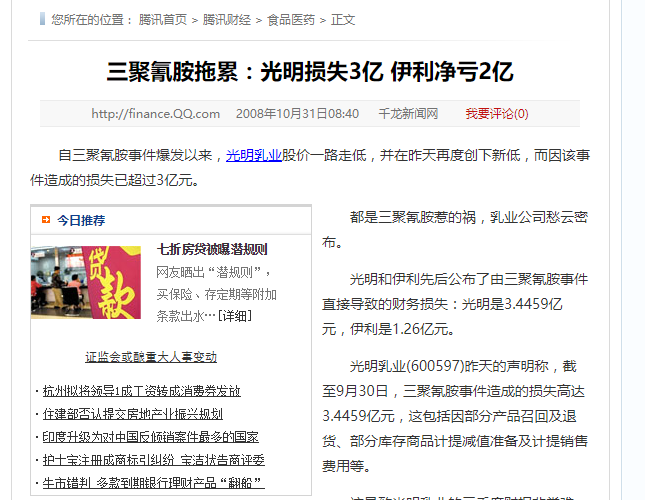 您所在的位置： 腾讯首页 > 腾讯财经 > 食品医药 > 正文
三聚氰胺拖累：光明损失3亿 伊利净亏2亿
http://finance.QQ.com 2008年10月31日08:40 千龙新闻网 我要评论(0)
自三聚氰胺事件爆发以来，光明乳业股价一路走低，并在昨天再度创下新低，而因该事
件造成的损失已超过3亿元。
今日推荐
七折房贷被曝潜规则
网友晒出“潜规则”，
买保险、存定期等附加
条款出水…[详细]
贷款
证监会或酿重大人事变动
· 杭州拟将领导1成工资转成消费券发放
· 住建部否认提交房地产业振兴规划
· 印度升级为对中国反倾销案件最多的国家
· 护士宝注册成商标引纠纷 宝洁状告商评委
· 牛市错判 多款到期银行理财产品“翻船”
都是三聚氰胺惹的祸，乳业公司愁云密
布。
光明和伊利先后公布了由三聚氰胺事件
直接导致的财务损失：光明是3.4459亿
元，伊利是1.26亿元。
光明乳业(600597)昨天的声明称，截
至9月30日，三聚氰胺事件造成的损失高达
3.4459亿元，这包括因部分产品召回及退
货、部分库存商品计提减值准备及计提销售
费用等。